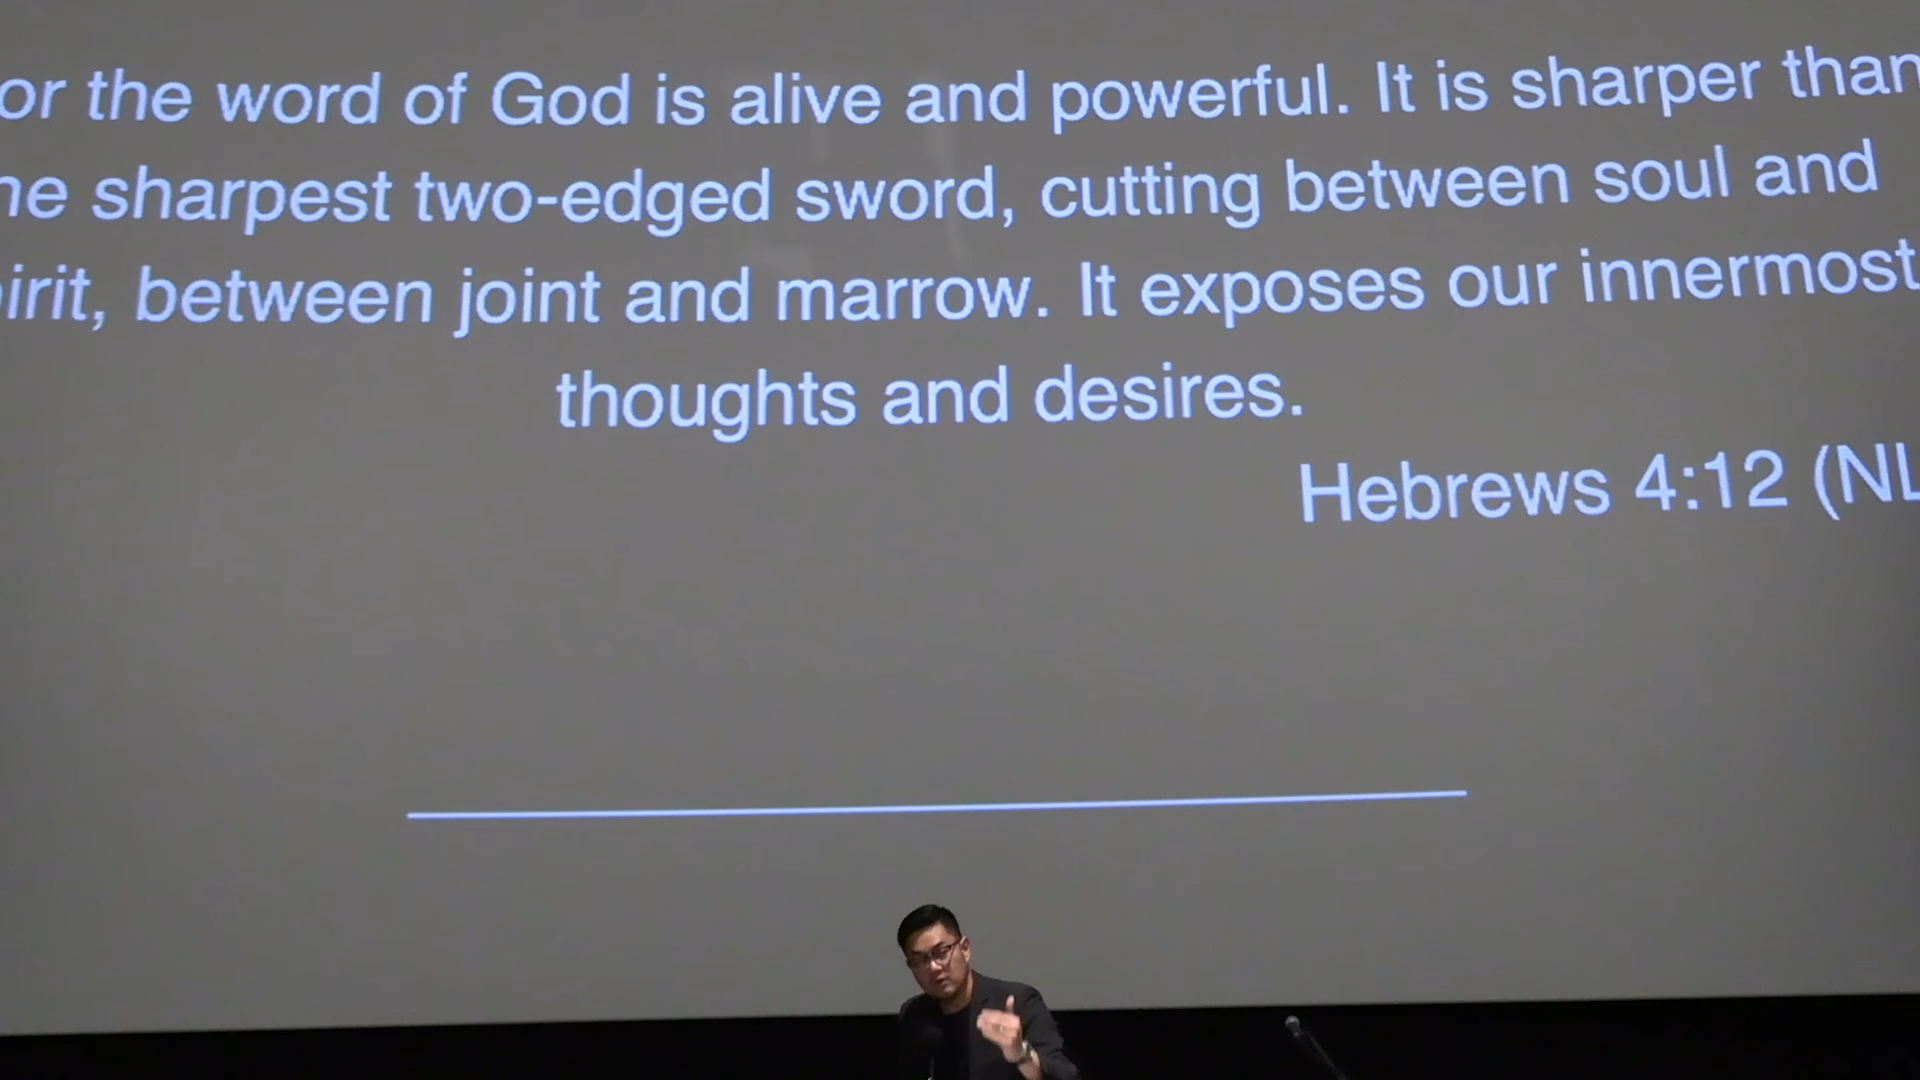 or the word of God is alive and powerful. It is sharper than
he sharpest two-edged sword, cutting between soul and
irit, between joint and marrow. It exposes our innermost
thoughts and desires.
Hebrews 4:12 (NL